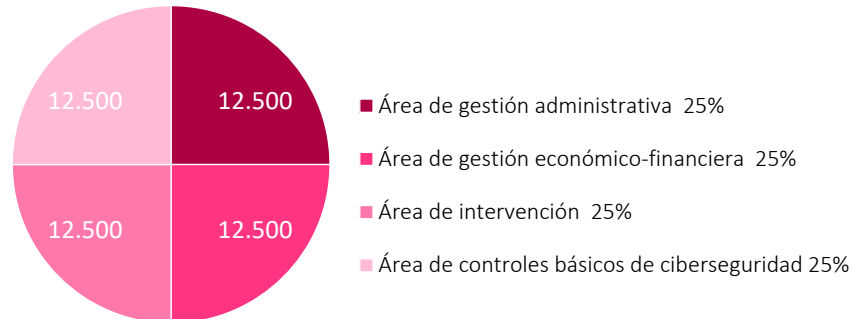 12.500
12.500
12.500
12.500
Área de gestión administrativa 25%
Área de gestión económico-financiera 25%
Área de intervención 25%
Área de controles básicos de ciberseguridad 25%